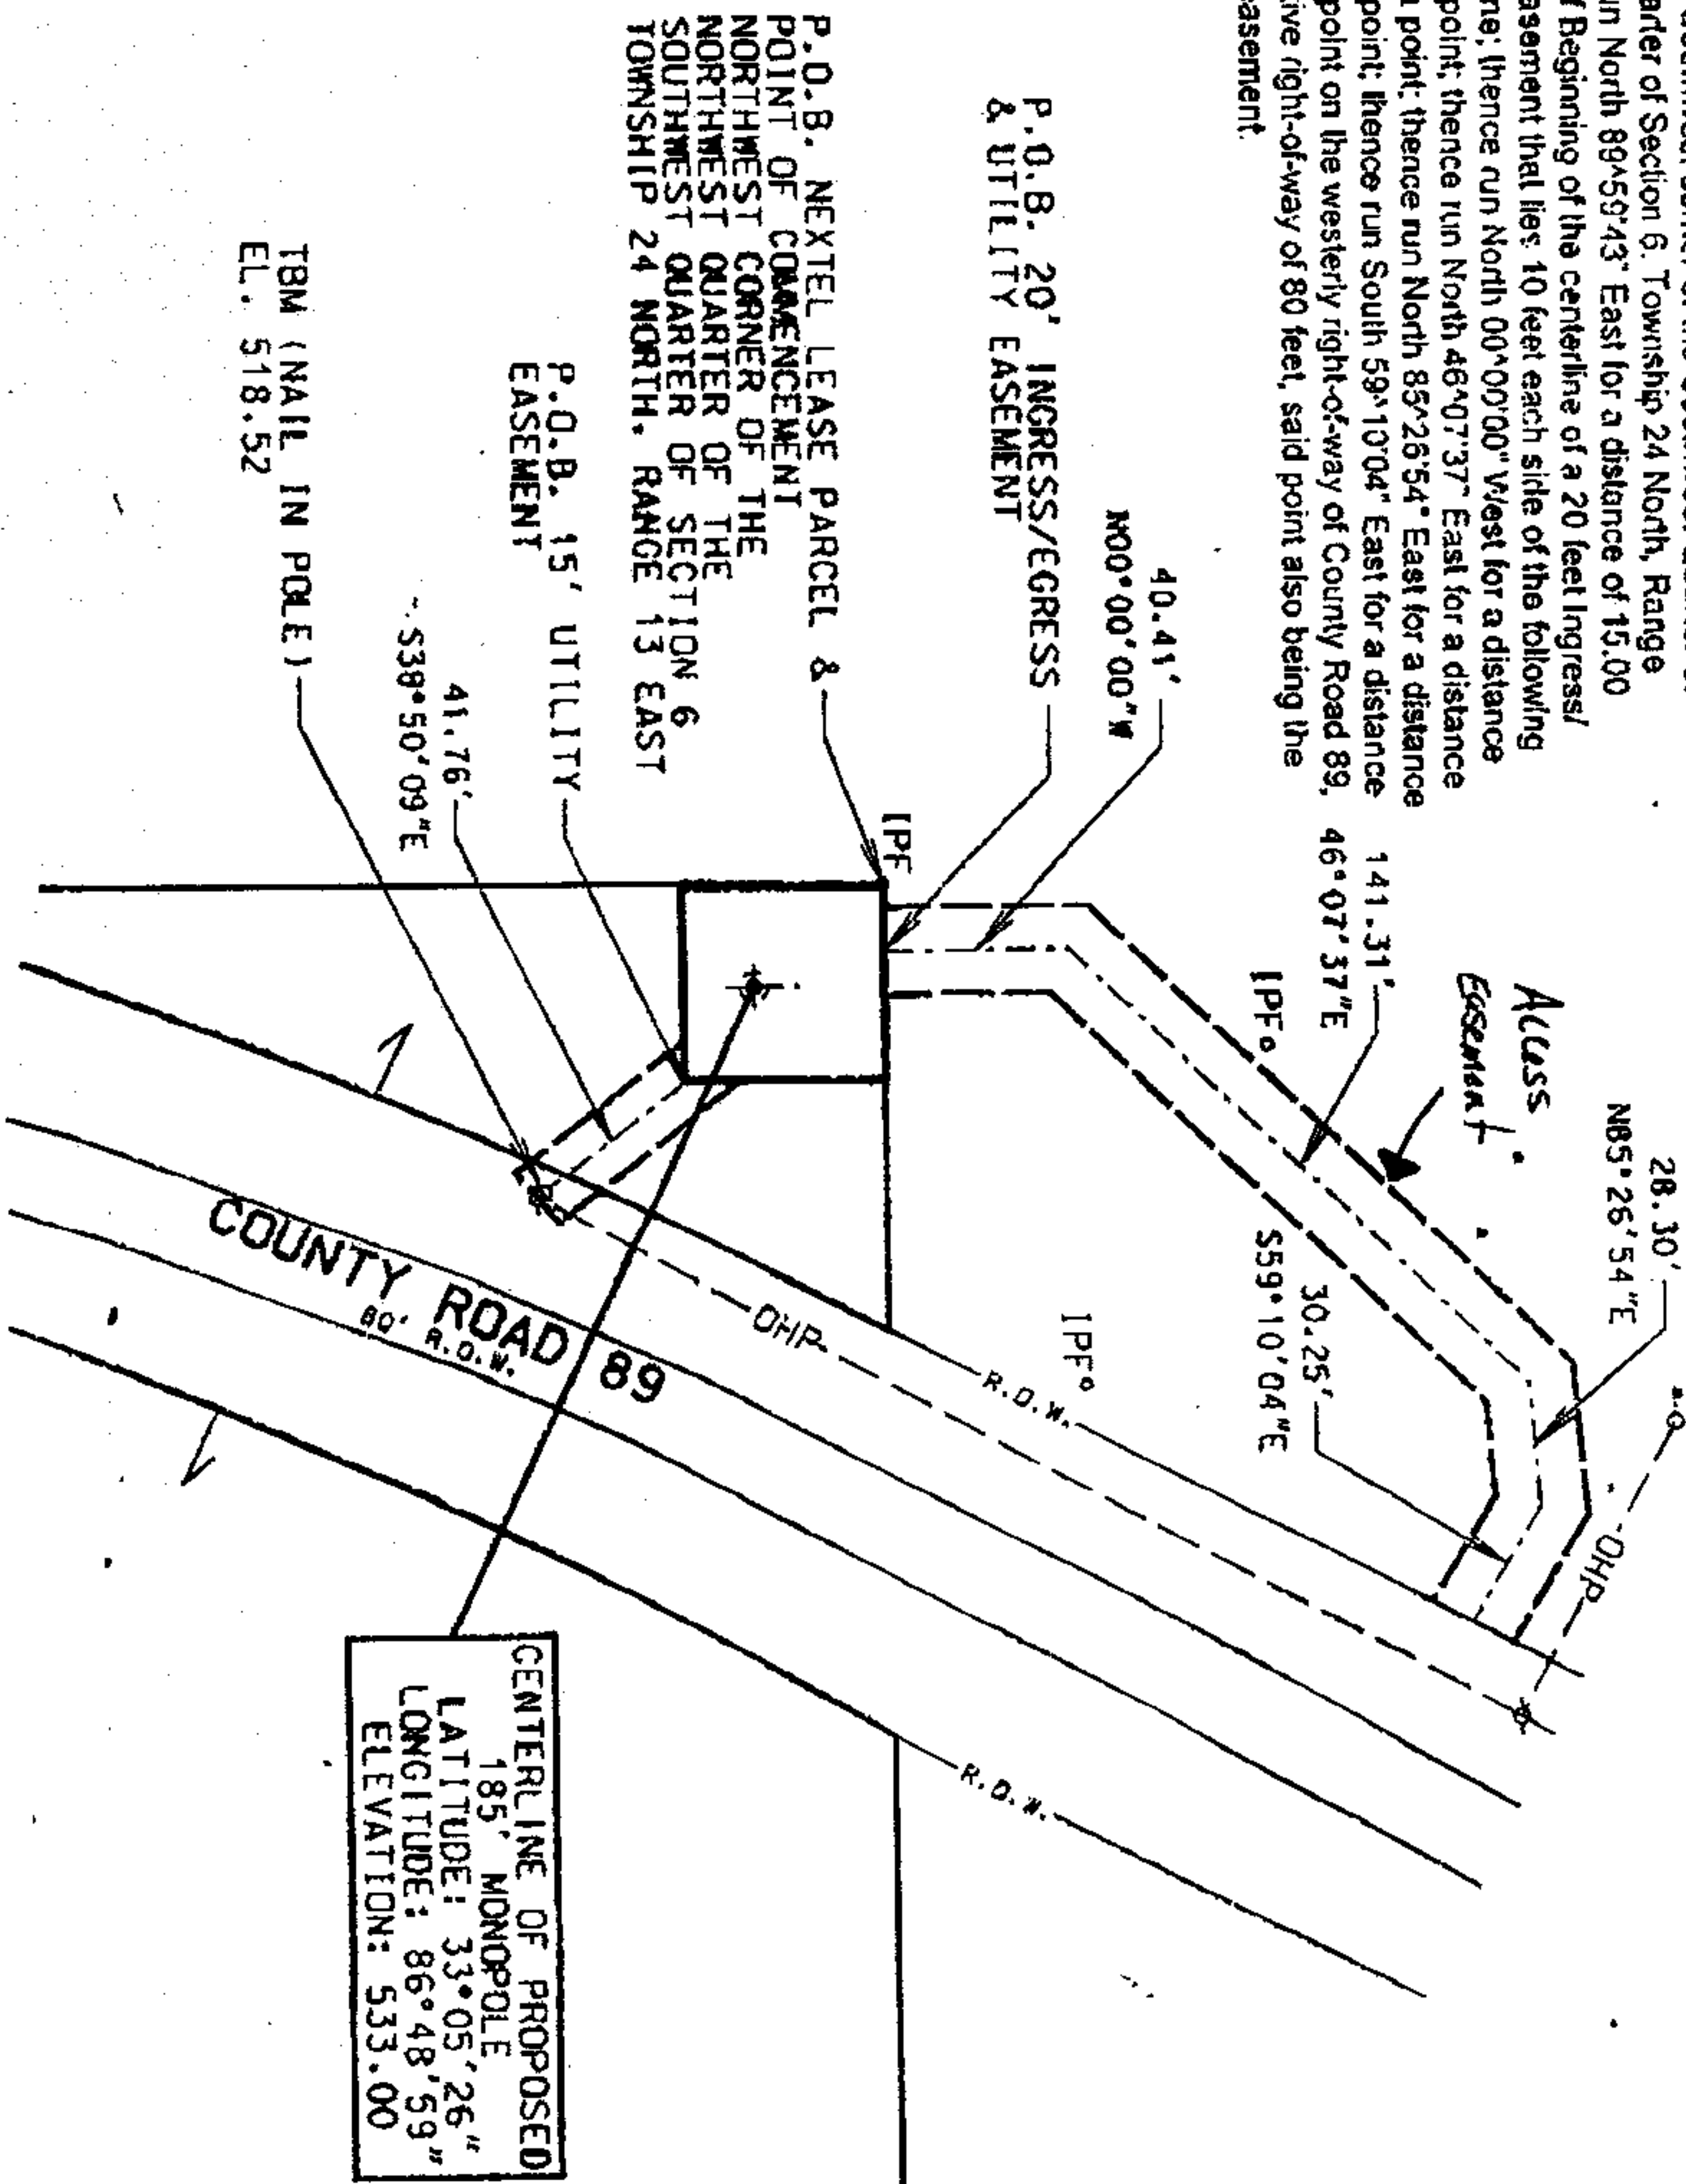 arter of Section 6. Township 24 North, Range
un North 89^59'43" East for a distance of 15.00
f Beginning of the centerline of a 20 feet Ingress/
asement that lies 10 feet each side of the following
ne; thence run North 00^00'00" West for a distance
point; thence run North 46^07'37" East for a distance
point; thence run North 85^26'54" East for a distance
point; thence run South 59^10'04" East for a distance
point on the westerly right-of-way of County Road 89,
ive right-of-way of 80 feet, said point also being the
easement.
28.30'
N85°26'54"E
Access
Easement
141.31'
46°07'37"E
IPF
30.25'
S59°10'04"E
OHP
IPF
40.41'
N00°00'00"W
P.O.B. 20' INGRESS/EGRESS
& UTILITY EASEMENT
R.O.W.
P.O.B. NEXTEL LEASE PARCEL &
POINT OF COMMENCEMENT
NORTHWEST CORNER OF THE
NORTHWEST QUARTER OF THE
SOUTHWEST QUARTER OF SECTION 6
TOWNSHIP 24 NORTH, RANGE 13 EAST
IPF
R.O.W.
OHP
P.O.B. 15' UTILITY
EASEMENT
41.76'
S38°50'09"E
COUNTY ROAD 89
80' R.O.W.
TBM (NAIL IN POLE)
EL. 518.52
CENTERLINE OF PROPOSED
185' MONOPOLE
LATITUDE: 33°05'26"
LONGITUDE: 86°48'59"
ELEVATION: 533.00